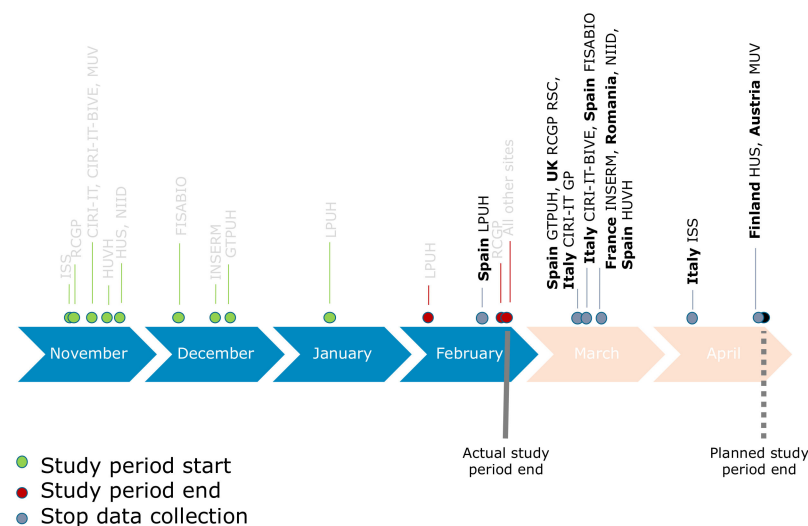 ISS
RCGP
CIRI-IT, CIRI-IT-BIVE, MUV
HUVH
HUS, NIID
FISABIO
INSERM
GTPUH
LPUH
LPUH
Spain LPUH
RCGP
All other sites
Spain GTPUH, UK RCGP RSC,
Italy CIRI-IT GP
Italy CIRI-IT-BIVE, Spain FISABIO
France INSERM, Romania, NIID,
Spain HUVH
Italy ISS
Finland HUS, Austria MUV
November
December
January
February
March
April
Actual study
period end
Planned study
period end
Study period start
Study period end
Stop data collection